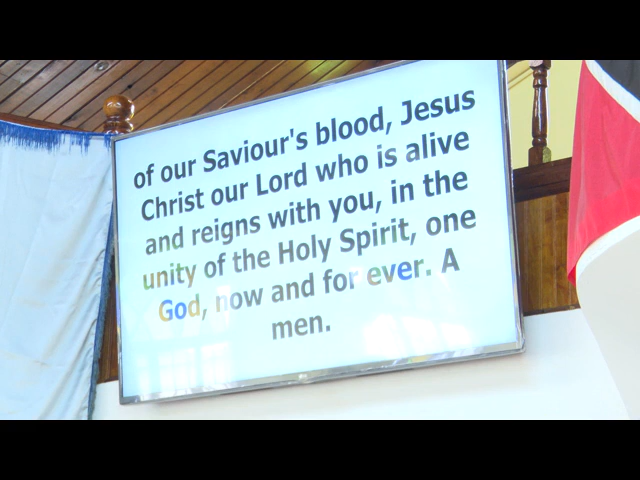 of our Saviour's blood, Jesus
Christ our Lord who is alive
and reigns with you, in the
unity of the Holy Spirit, one
God, now and for ever. A
men.